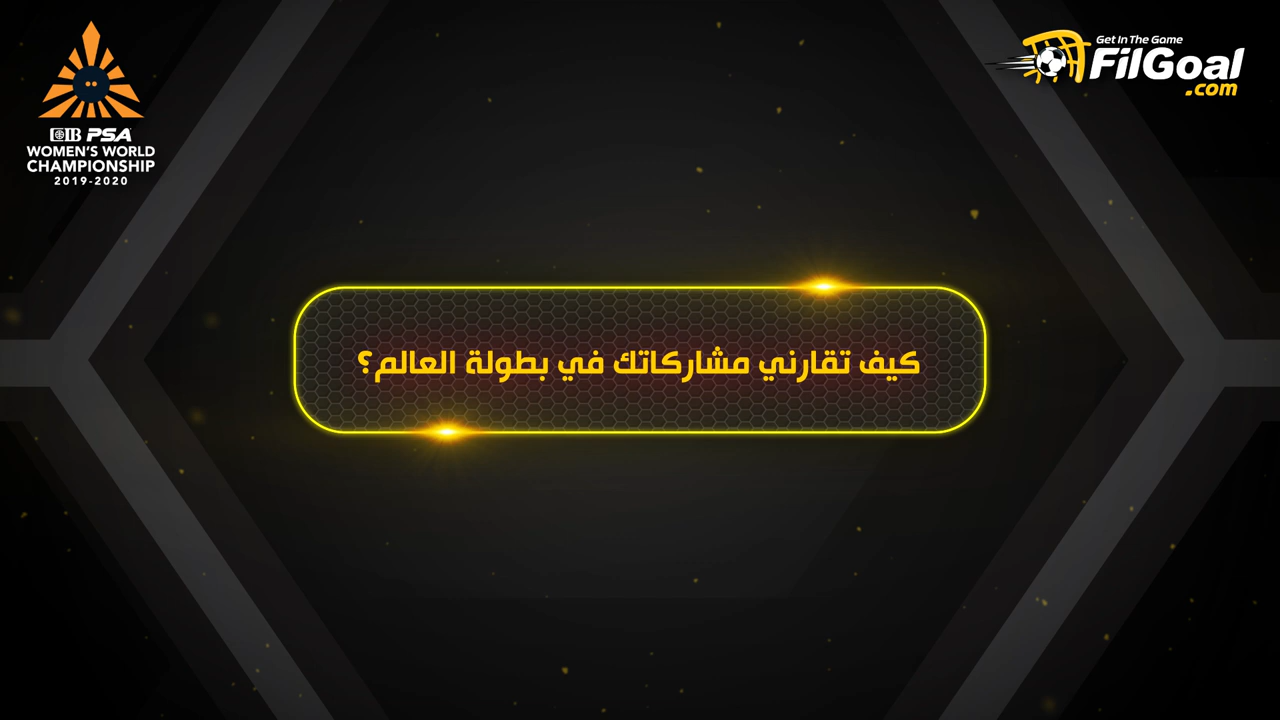 CIB PSA
WOMEN'S WORLD
CHAMPIONSHIP
2019-2020
Get In The Game
FilGoal
.com
كيف تقارني مشاركاتك في بطولة العالم؟